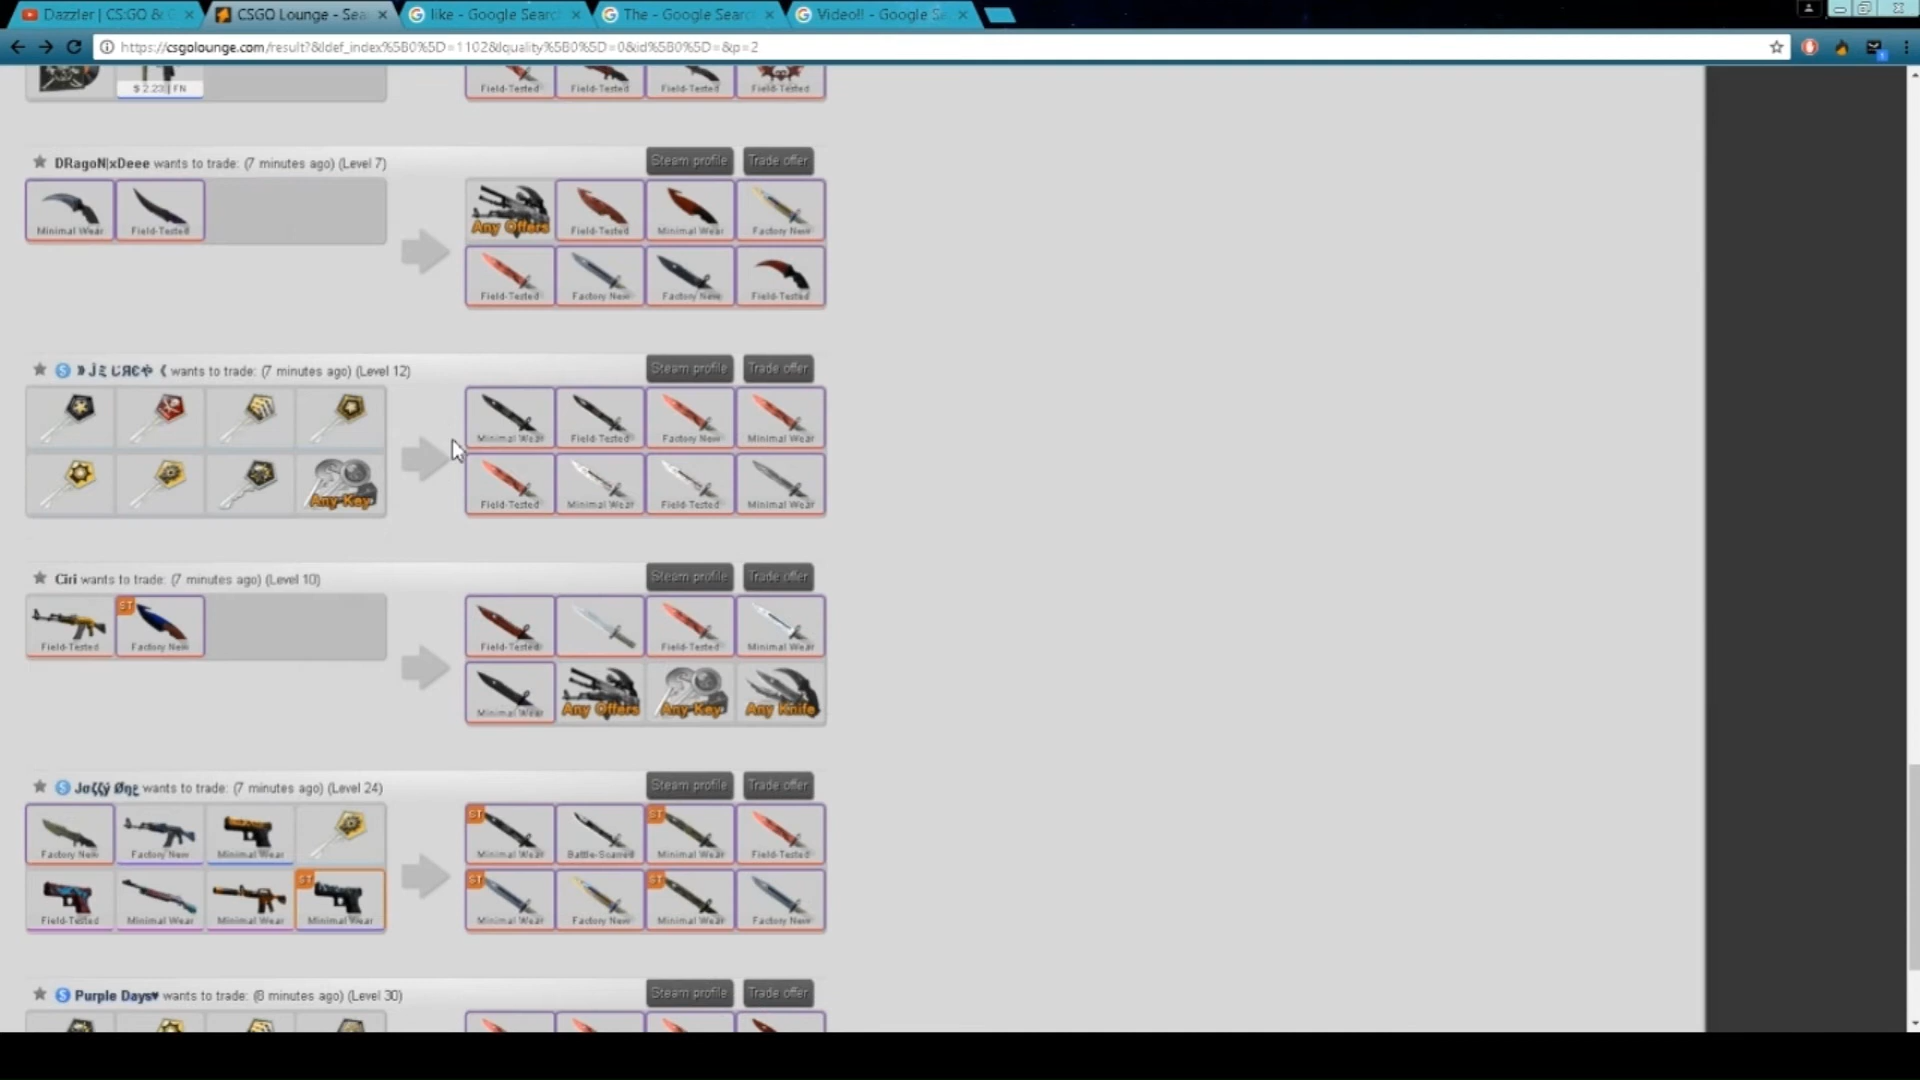 Dazzler | CS:GO & G
CSGO Lounge - Sea
like - Google Searc
The - Google Searc
Video!! - Google Se
https://csgolounge.com/result?&ldef_index%5B0%5D=1102&lquality%5B0%5D=0&id%5B0%5D=&p=2
$ 2.23 | FN
Field-Tested Field-Tested Field-Tested Field-Tested
DRagoN|xDeee wants to trade: (7 minutes ago) (Level 7)
Steam profile Trade offer
Minimal Wear Field-Tested
Any Offers Field-Tested Minimal Wear Factory New
Field-Tested Factory New Factory New Field-Tested
wants to trade: (7 minutes ago) (Level 12)
Steam profile Trade offer
Minimal Wear Field-Tested Factory New Minimal Wear
Any Key
Field-Tested Minimal Wear Field-Tested Minimal Wear
Ciri wants to trade: (7 minutes ago) (Level 10)
Steam profile Trade offer
ST
Field-Tested Factory New
Field-Tested Field-Tested Minimal Wear
Minimal Wear Any Offers Any Key Any Knife
wants to trade: (7 minutes ago) (Level 24)
Steam profile Trade offer
ST ST
Factory New Factory New Minimal Wear
Minimal Wear Battle-Scarred Minimal Wear Field-Tested
ST ST ST
Field-Tested Minimal Wear Minimal Wear Minimal Wear
Minimal Wear Factory New Minimal Wear Factory New
Purple Days♥ wants to trade: (8 minutes ago) (Level 30)
Steam profile Trade offer